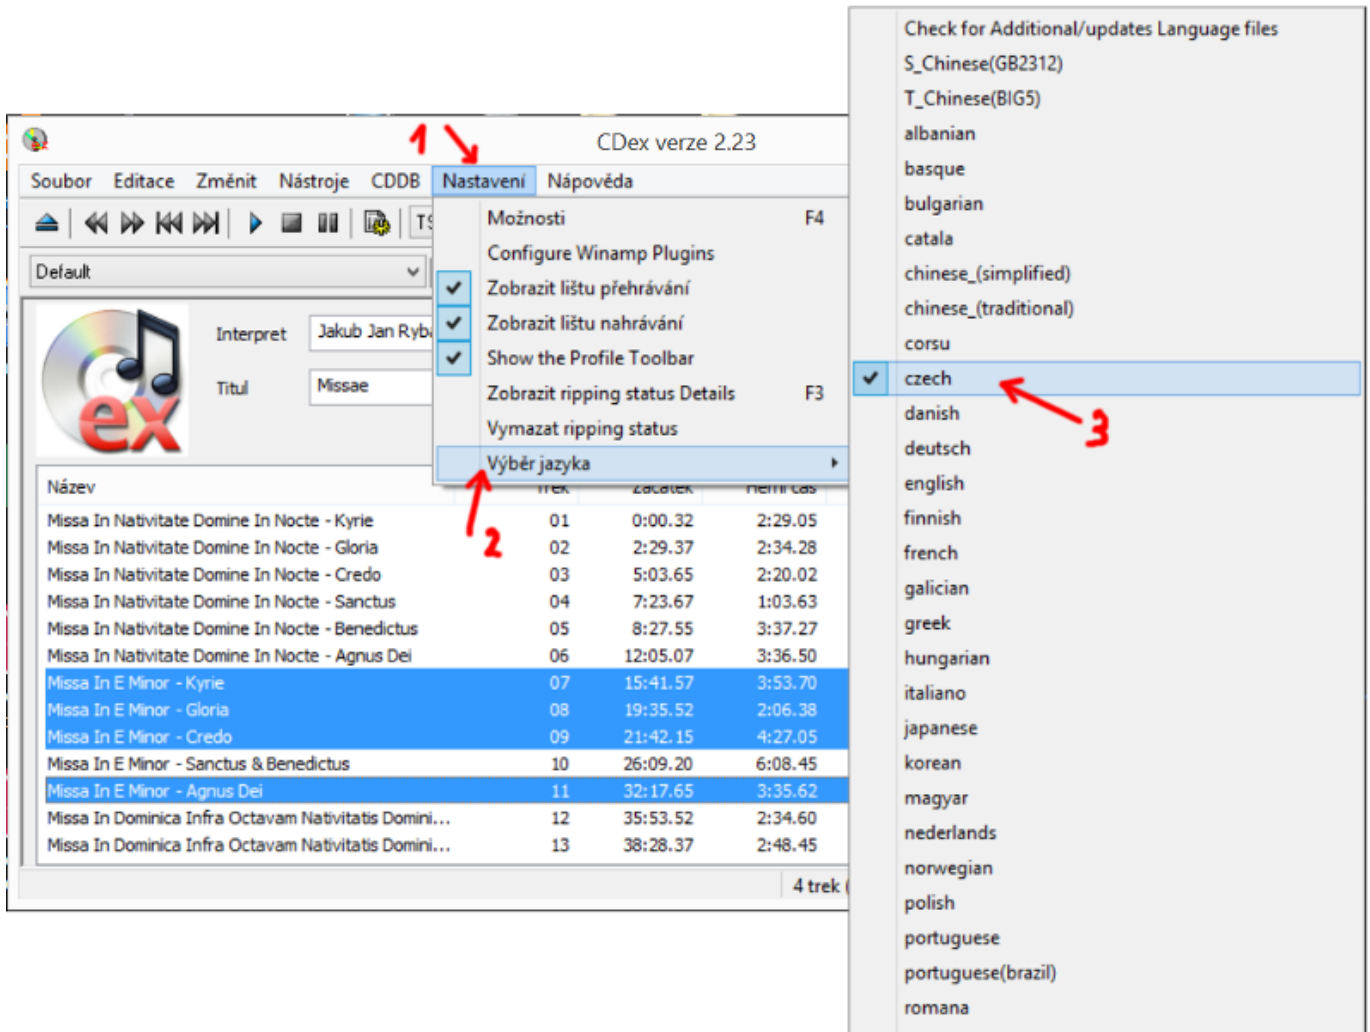 1
CDex verze 2.23
Soubor Editace Změnit Nástroje CDDB Nastavení Nápověda
Default
ex
Interpret Jakub Jan
Titul Missae
Název
Missa In Nativitate Domine In Nocte - Kyrie 01 0:00.32 2:29.05
Missa In Nativitate Domine In Nocte - Gloria 02 2:29.37 2:34.28
Missa In Nativitate Domine In Nocte - Credo 03 5:03.65 2:20.02
Missa In Nativitate Domine In Nocte - Sanctus 04 7:23.67 1:03.63
Missa In Nativitate Domine In Nocte - Benedictus 05 8:27.55 3:37.27
Missa In Nativitate Domine In Nocte - Agnus Dei 06 12:05.07 3:36.50
Missa In E Minor - Kyrie 07 15:41.57 3:53.70
Missa In E Minor - Gloria 08 19:35.52 2:06.38
Missa In E Minor - Credo 09 21:42.15 4:27.05
Missa In E Minor - Sanctus & Benedictus 10 26:09.20 6:08.45
Missa In E Minor - Agnus Dei 11 32:17.65 3:35.62
Missa In Dominica Infra Octavam Nativitatis Domini... 12 35:53.52 2:34.60
Missa In Dominica Infra Octavam Nativitatis Domini... 13 38:28.37 2:48.45
4 trek (
Možnosti F4
Configure Winamp Plugins
Zobrazit lištu přehrávání
Zobrazit lištu nahrávání
Show the Profile Toolbar
Zobrazit ripping status Details F3
Vymazat ripping status
Výběr jazyka
2
Check for Additional/updates Language files
S_Chinese(GB2312)
T_Chinese(BIG5)
albanian
basque
bulgarian
catala
chinese_(simplified)
chinese_(traditional)
corsu
czech
3
danish
deutsch
english
finnish
french
galician
greek
hungarian
italiano
japanese
korean
magyar
nederlands
norwegian
polish
portuguese
portuguese(brazil)
romana